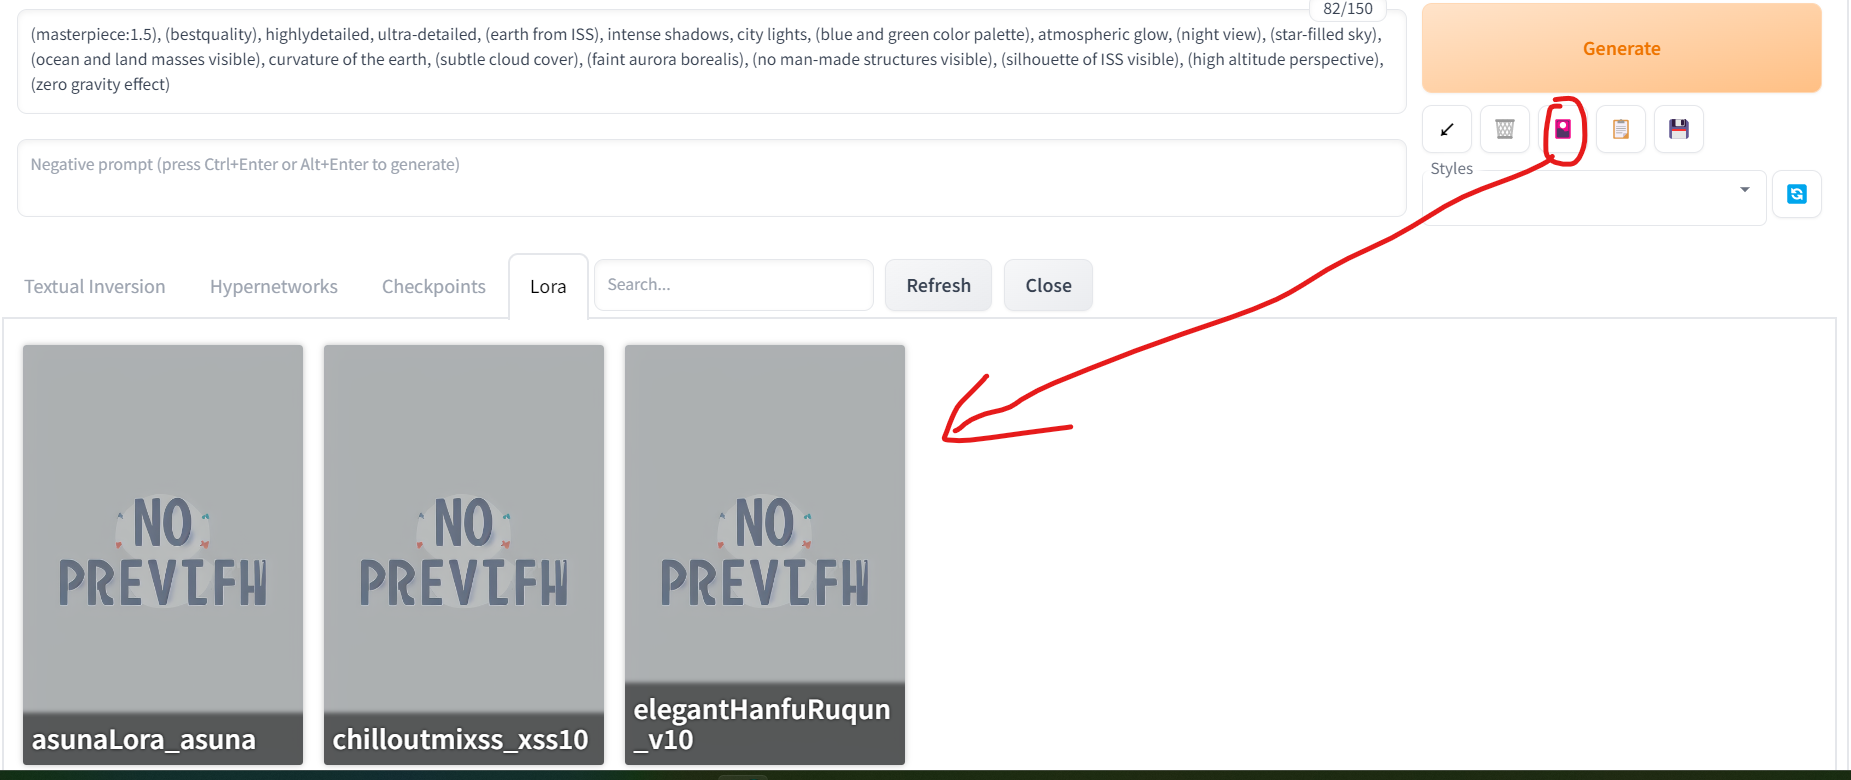 82/150
(masterpiece:1.5), (bestquality), highlydetailed, ultra-detailed, (earth from ISS), intense shadows, city lights, (blue and green color palette), atmospheric glow, (night view), (star-filled sky),
(ocean and land masses visible), curvature of the earth, (subtle cloud cover), (faint aurora borealis), (no man-made structures visible), (silhouette of ISS visible), (high altitude perspective),
(zero gravity effect)
Generate
Negative prompt (press Ctrl+Enter or Alt+Enter to generate)
Styles
Textual Inversion
Hypernetworks
Checkpoints
Lora
Search...
Refresh
Close
NO
PREVIEW
asunaLora_asuna
NO
PREVIEW
chilloutmixss_xss10
NO
PREVIEW
elegantHanfuRuqun
_v10